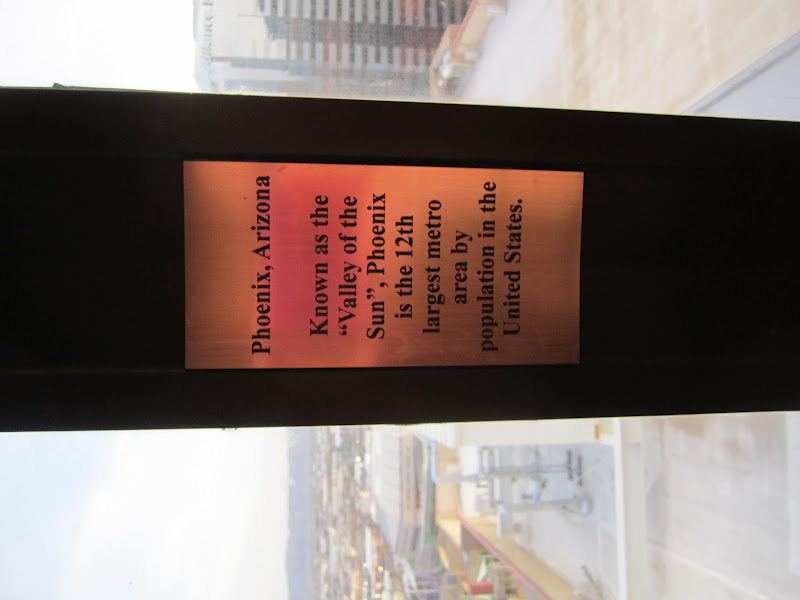 Phoenix, Arizona
Known as the
“Valley of the
Sun”, Phoenix
is the 12th
largest metro
area by
population in the
United States.